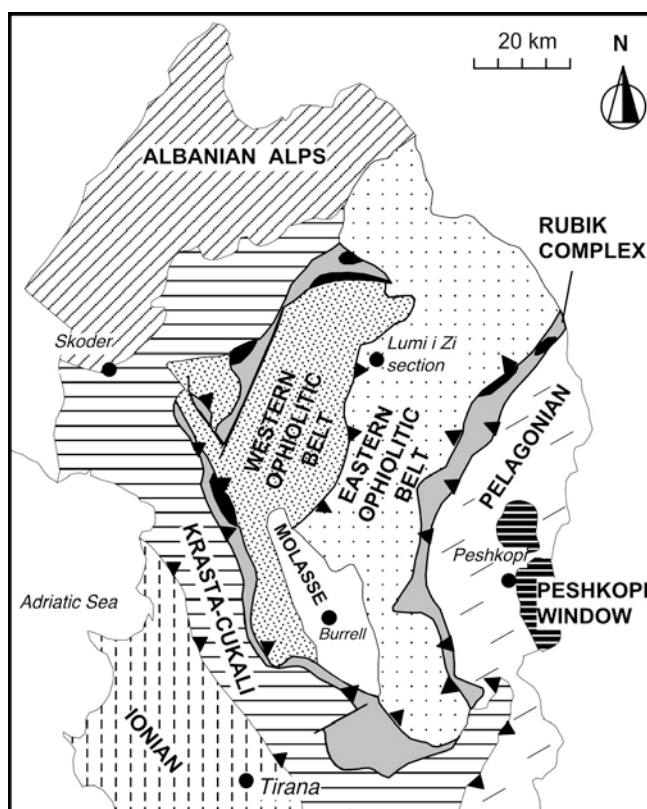 20 km
N
ALBANIAN ALPS
RUBIK
COMPLEX
Skoder
Lumi i Zi
section
WESTERN
OPHIOLITIC
BELT
EASTERN
OPHIOLITIC
BELT
PELAGONIAN
MOLASSE
KRASTA-CUKALI
Peshkopi
PESHKOPI
WINDOW
Adriatic Sea
Burrell
IONIAN
Tirana